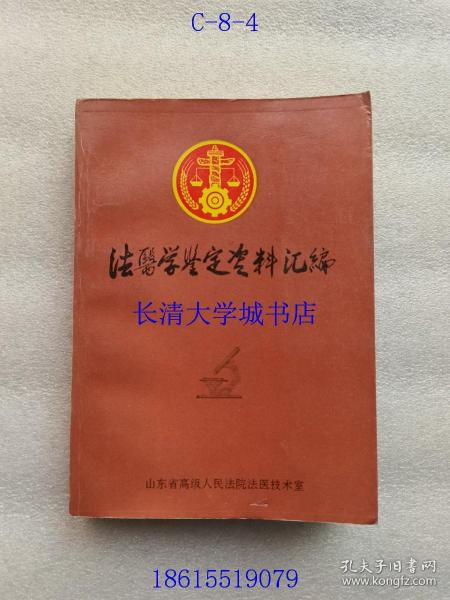 C-8-4
法醫学鉴定资料汇编
长清大学城书店
山东省高级人民法院法医技术室
18615519079
孔夫子旧书网
www.kongfz.com